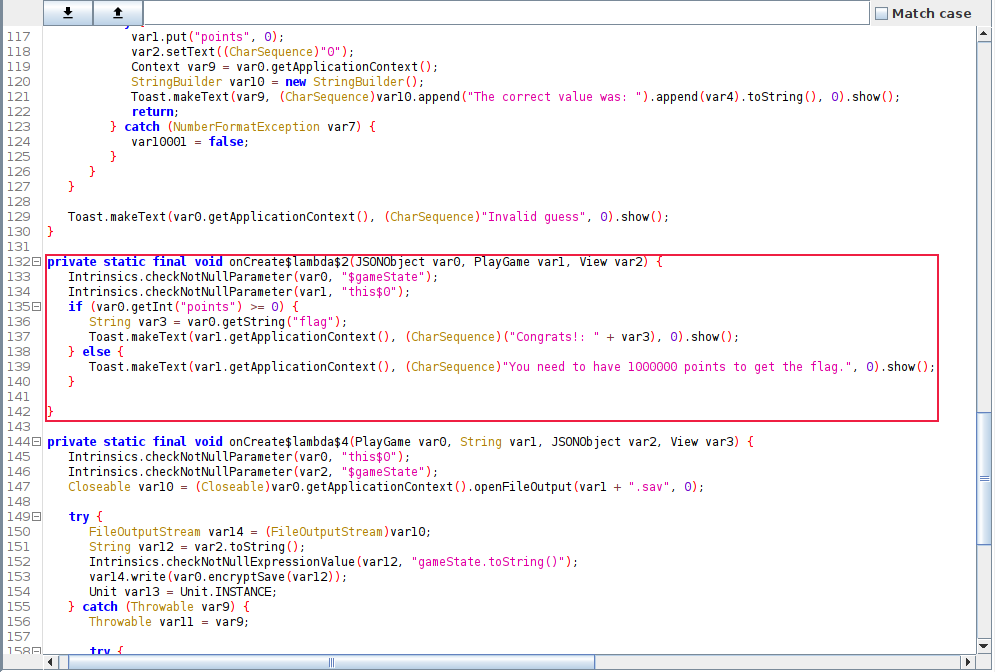 Match case
117 var1.put("points", 0);
118 var2.setText((CharSequence)"0");
119 Context var9 = var0.getApplicationContext();
120 StringBuilder var10 = new StringBuilder();
121 Toast.makeText(var9, (CharSequence)var10.append("The correct value was: ").append(var4).toString(), 0).show();
122 return;
123 } catch (NumberFormatException var7) {
124 var10001 = false;
125 }
126 }
127 }
128
129 Toast.makeText(var0.getApplicationContext(), (CharSequence)"Invalid guess", 0).show();
130 }
131
132 private static final void onCreate$lambda$2(JSONObject var0, PlayGame var1, View var2) {
133 Intrinsics.checkNotNullParameter(var0, "$gameState");
134 Intrinsics.checkNotNullParameter(var1, "this$0");
135 if (var0.getInt("points") >= 0) {
136 String var3 = var0.getString("flag");
137 Toast.makeText(var1.getApplicationContext(), (CharSequence)("Congrats!: " + var3), 0).show();
138 } else {
139 Toast.makeText(var1.getApplicationContext(), (CharSequence)"You need to have 1000000 points to get the flag.", 0).show();
140 }
141
142 }
143
144 private static final void onCreate$lambda$4(PlayGame var0, String var1, JSONObject var2, View var3) {
145 Intrinsics.checkNotNullParameter(var0, "this$0");
146 Intrinsics.checkNotNullParameter(var2, "$gameState");
147 Closeable var10 = (Closeable)var0.getApplicationContext().openFileOutput(var1 + ".sav", 0);
148
149 try {
150 FileOutputStream var14 = (FileOutputStream)var10;
151 String var12 = var2.toString();
152 Intrinsics.checkNotNullExpressionValue(var12, "gameState.toString()");
153 var14.write(var0.encryptSave(var12));
154 Unit var13 = Unit.INSTANCE;
155 } catch (Throwable var9) {
156 Throwable var11 = var9;
157
158 try {